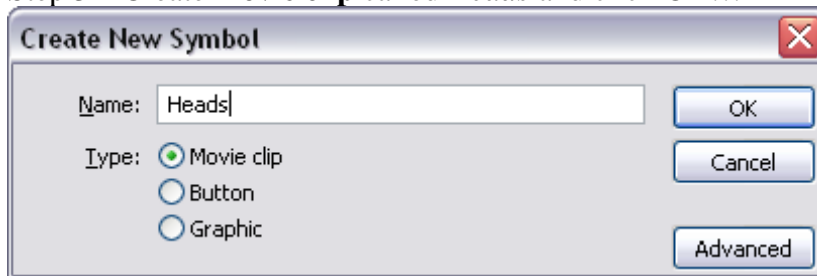 Create New Symbol
Name: Heads
OK
Type: Movie clip
Cancel
Button
Graphic
Advanced